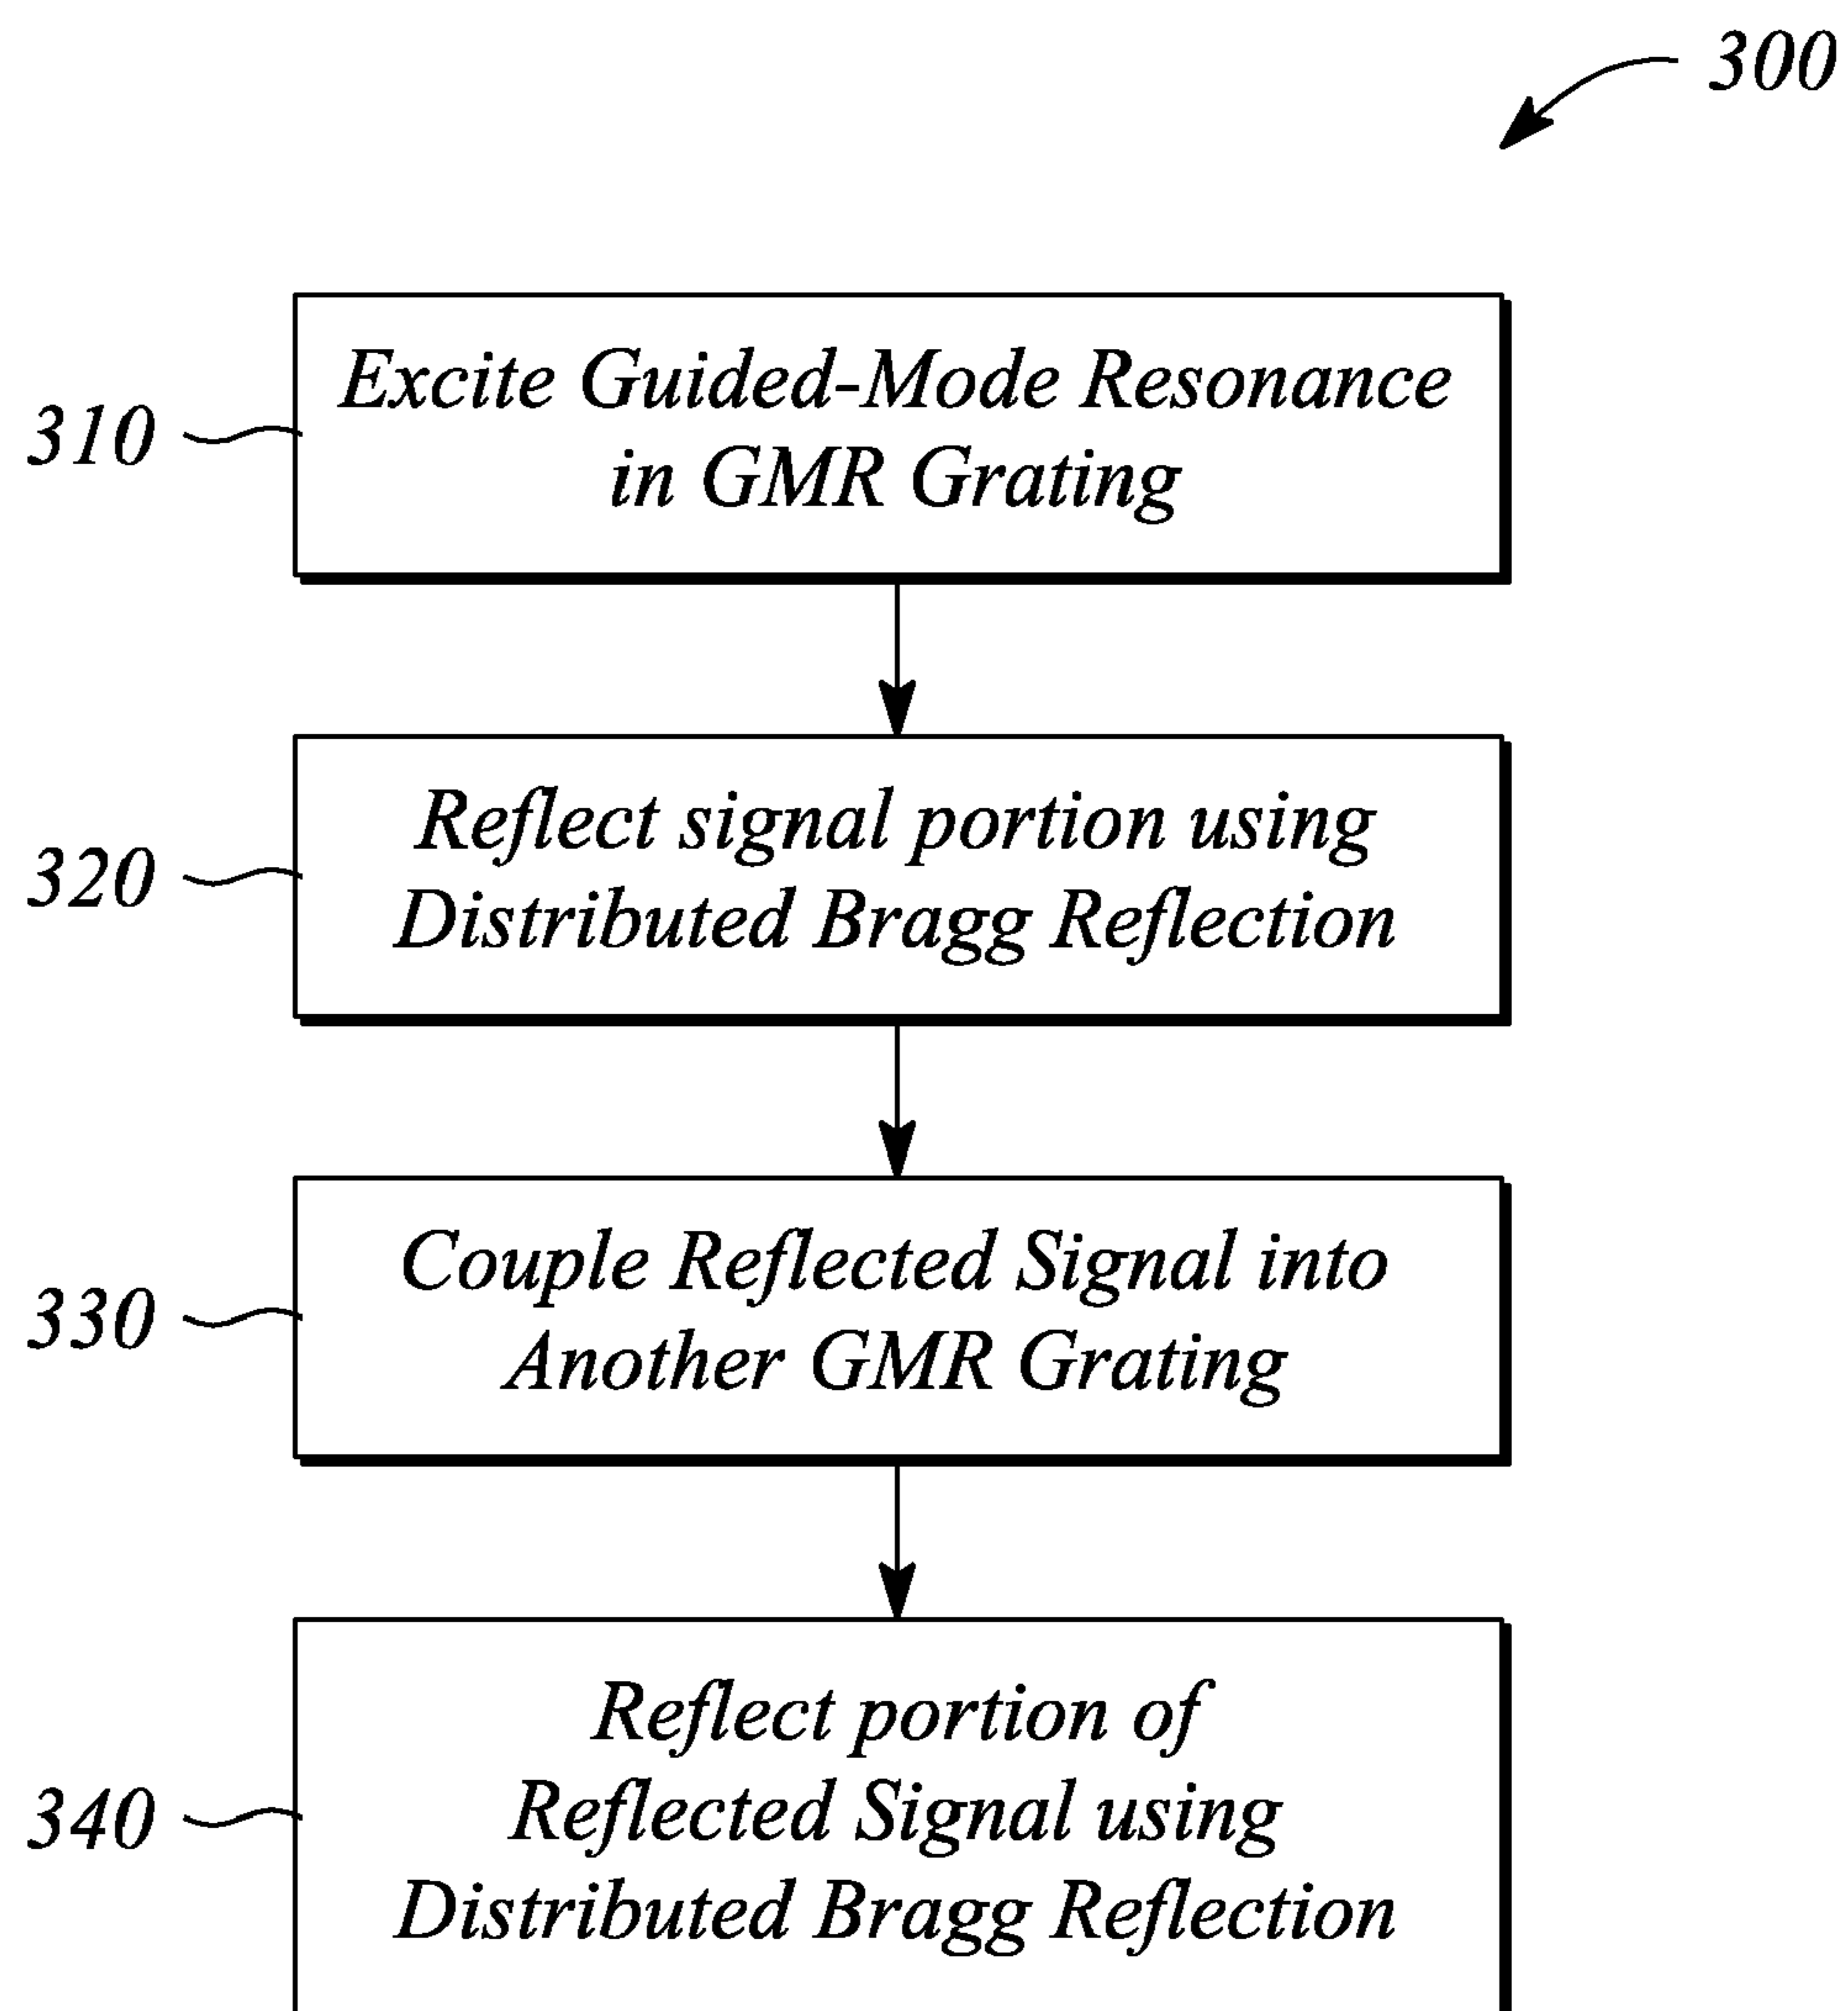 300
310
Excite Guided-Mode Resonance
in GMR Grating
320
Reflect signal portion using
Distributed Bragg Reflection
330
Couple Reflected Signal into
Another GMR Grating
340
Reflect portion of
Reflected Signal using
Distributed Bragg Reflection